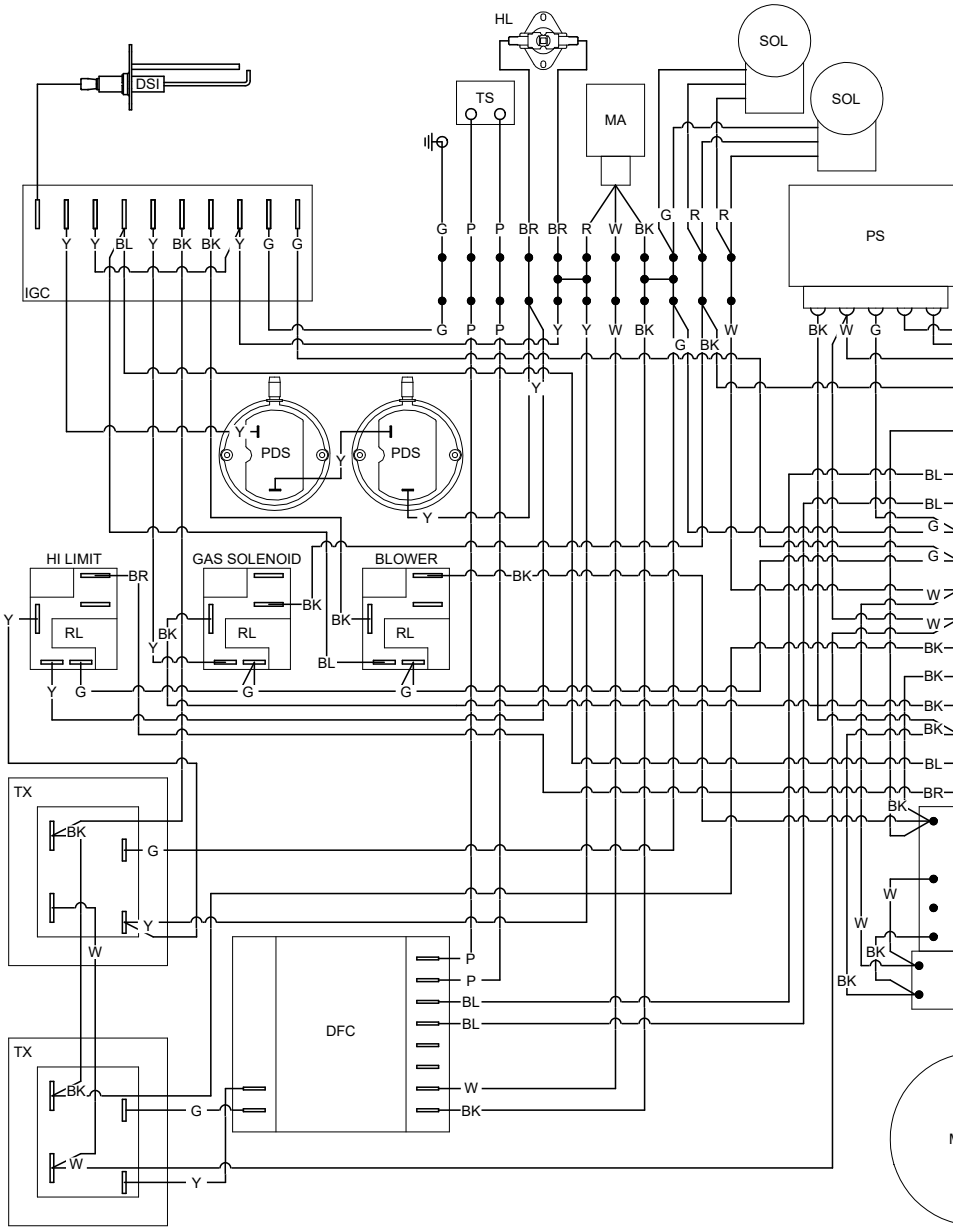 HL
SOL
DSI
TS
SOL
MA
G R R
G P P BR BR R W BK
PS
Y Y BL Y BK BK Y G G
IGC
G P P Y Y W BK G BK W
BK W G
Y
Y PDS Y PDS
Y
BL
BL
G
G
HI LIMIT GAS SOLENOID BLOWER
BR BK
BK
Y BK BK
W
W
RL RL RL
Y BL
BK
Y G G G
BK
BK
BK
BL
BR
TX
BK
BK
G
W
Y
W
W
BK
P
P
BK
BL
BL
DFC
TX
BK
W
G
BK
W
Y
M